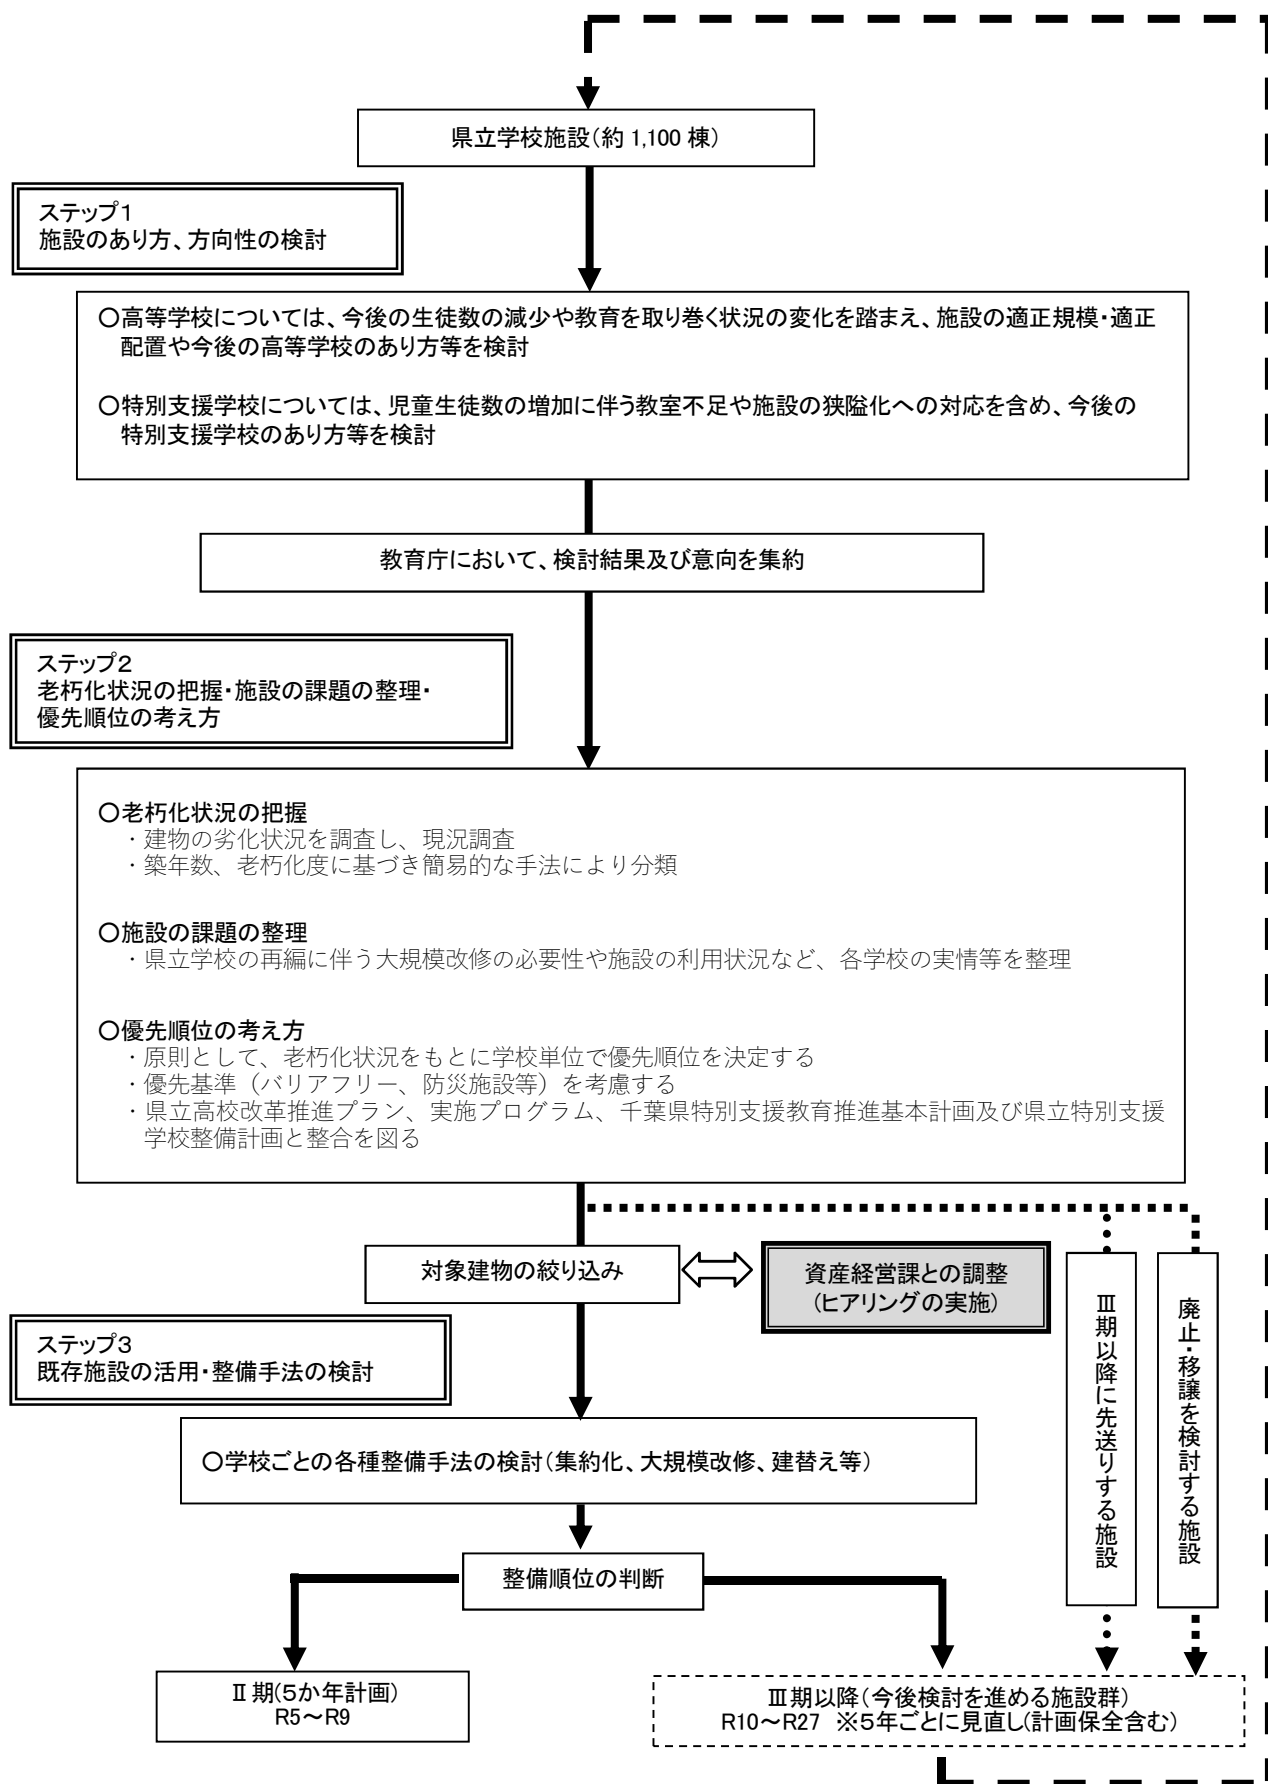 県立学校施設(約 1,100 棟)
ステップ1
施設のあり方、方向性の検討
○高等学校については、今後の生徒数の減少や教育を取り巻く状況の変化を踏まえ、施設の適正規模・適正
配置や今後の高等学校のあり方等を検討
○特別支援学校については、児童生徒数の増加に伴う教室不足や施設の狭隘化への対応を含め、今後の
特別支援学校のあり方等を検討
教育庁において、検討結果及び意向を集約
ステップ2
老朽化状況の把握・施設の課題の整理・
優先順位の考え方
○老朽化状況の把握
・建物の劣化状況を調査し、現況調査
・築年数、老朽化度に基づき簡易的な手法により分類
○施設の課題の整理
・県立学校の再編に伴う大規模改修の必要性や施設の利用状況など、各学校の実情等を整理
○優先順位の考え方
・原則として、老朽化状況をもとに学校単位で優先順位を決定する
・優先基準（バリアフリー、防災施設等）を考慮する
・県立高校改革推進プラン、実施プログラム、千葉県特別支援教育推進基本計画及び県立特別支援
学校整備計画と整合を図る
対象建物の絞り込み
資産経営課との調整
(ヒアリングの実施)
Ⅲ期以降に先送りする施設
廃止・移譲を検討する施設
ステップ3
既存施設の活用・整備手法の検討
○学校ごとの各種整備手法の検討(集約化、大規模改修、建替え等)
整備順位の判断
Ⅱ期(5か年計画)
R5～R9
Ⅲ期以降(今後検討を進める施設群)
R10～R27 ※5年ごとに見直し(計画保全含む)